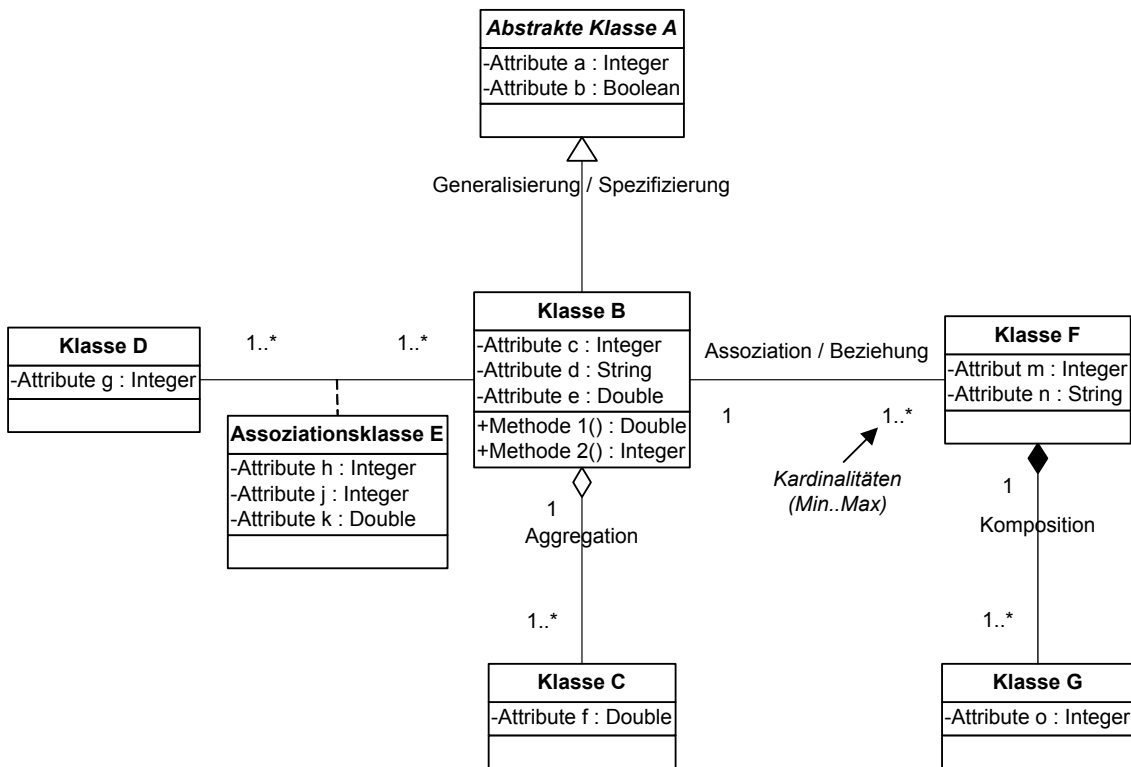 Abstrakte Klasse A
-Attribute a : Integer
-Attribute b : Boolean
Generalisierung / Spezifizierung
Klasse D
-Attribute g : Integer
1..*
1..*
Assoziationsklasse E
-Attribute h : Integer
-Attribute j : Integer
-Attribute k : Double
Klasse B
-Attribute c : Integer
-Attribute d : String
-Attribute e : Double
+Methode 1() : Double
+Methode 2() : Integer
Assoziation / Beziehung
1
1..*
Kardinalitäten
(Min..Max)
Klasse F
-Attribut m : Integer
-Attribute n : String
1
Aggregation
1..*
Klasse C
-Attribute f : Double
1
Komposition
1..*
Klasse G
-Attribute o : Integer